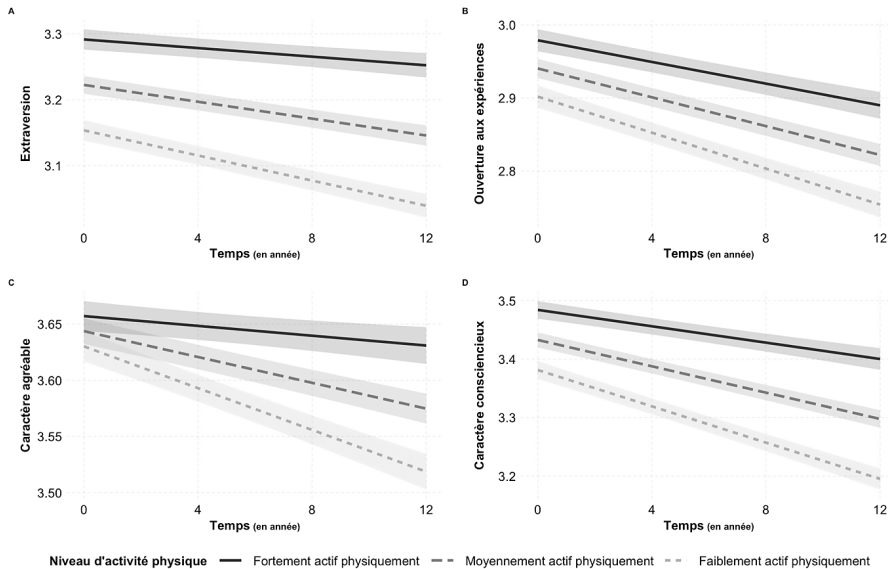 A
3.3
3.2
3.1
Extraversion
0 4 8 12
Temps (en année)
B
3.0
2.9
2.8
Ouverture aux expériences
0 4 8 12
Temps (en année)
C
3.65
3.60
3.55
3.50
Caractère agréable
0 4 8 12
Temps (en année)
D
3.5
3.4
3.3
3.2
Caractère consciencieux
0 4 8 12
Temps (en année)
Niveau d'activité physique Fortement actif physiquement Moyennement actif physiquement Faiblement actif physiquement